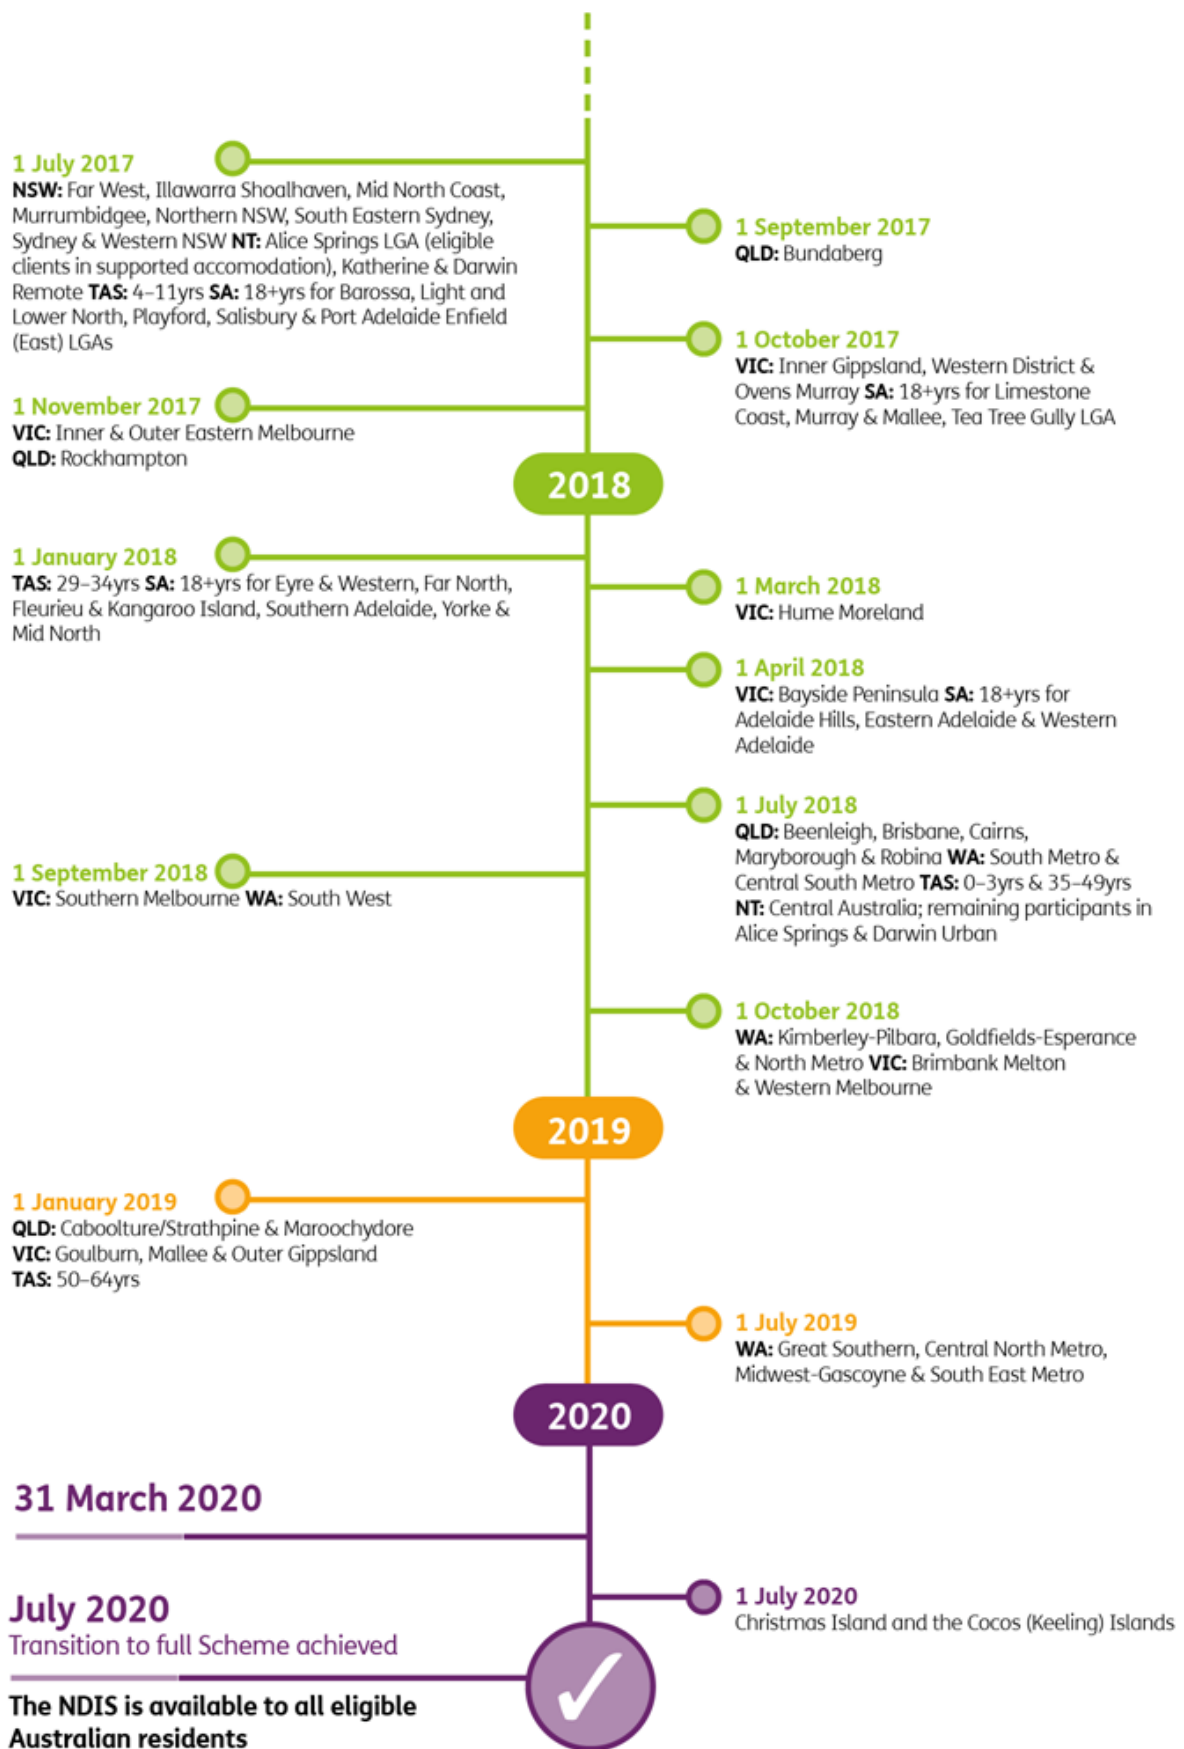 1 July 2017
NSW: Far West, Illawarra Shoalhaven, Mid North Coast,
Murrumbidgee, Northern NSW, South Eastern Sydney,
Sydney & Western NSW NT: Alice Springs LGA (eligible
clients in supported accomodation), Katherine & Darwin
Remote TAS: 4–11yrs SA: 18+yrs for Barossa, Light and
Lower North, Playford, Salisbury & Port Adelaide Enfield
(East) LGAs
1 September 2017
QLD: Bundaberg
1 October 2017
VIC: Inner Gippsland, Western District &
Ovens Murray SA: 18+yrs for Limestone
Coast, Murray & Mallee, Tea Tree Gully LGA
1 November 2017
VIC: Inner & Outer Eastern Melbourne
QLD: Rockhampton
2018
1 January 2018
TAS: 29–34yrs SA: 18+yrs for Eyre & Western, Far North,
Fleurieu & Kangaroo Island, Southern Adelaide, Yorke &
Mid North
1 March 2018
VIC: Hume Moreland
1 April 2018
VIC: Bayside Peninsula SA: 18+yrs for
Adelaide Hills, Eastern Adelaide & Western
Adelaide
1 July 2018
QLD: Beenleigh, Brisbane, Cairns,
Maryborough & Robina WA: South Metro &
Central South Metro TAS: 0–3yrs & 35–49yrs
NT: Central Australia; remaining participants in
Alice Springs & Darwin Urban
1 September 2018
VIC: Southern Melbourne WA: South West
1 October 2018
WA: Kimberley-Pilbara, Goldfields-Esperance
& North Metro VIC: Brimbank Melton
& Western Melbourne
2019
1 January 2019
QLD: Caboolture/Strathpine & Maroochydore
VIC: Goulburn, Mallee & Outer Gippsland
TAS: 50–64yrs
1 July 2019
WA: Great Southern, Central North Metro,
Midwest-Gascoyne & South East Metro
2020
31 March 2020
1 July 2020
Christmas Island and the Cocos (Keeling) Islands
July 2020
Transition to full Scheme achieved
The NDIS is available to all eligible
Australian residents